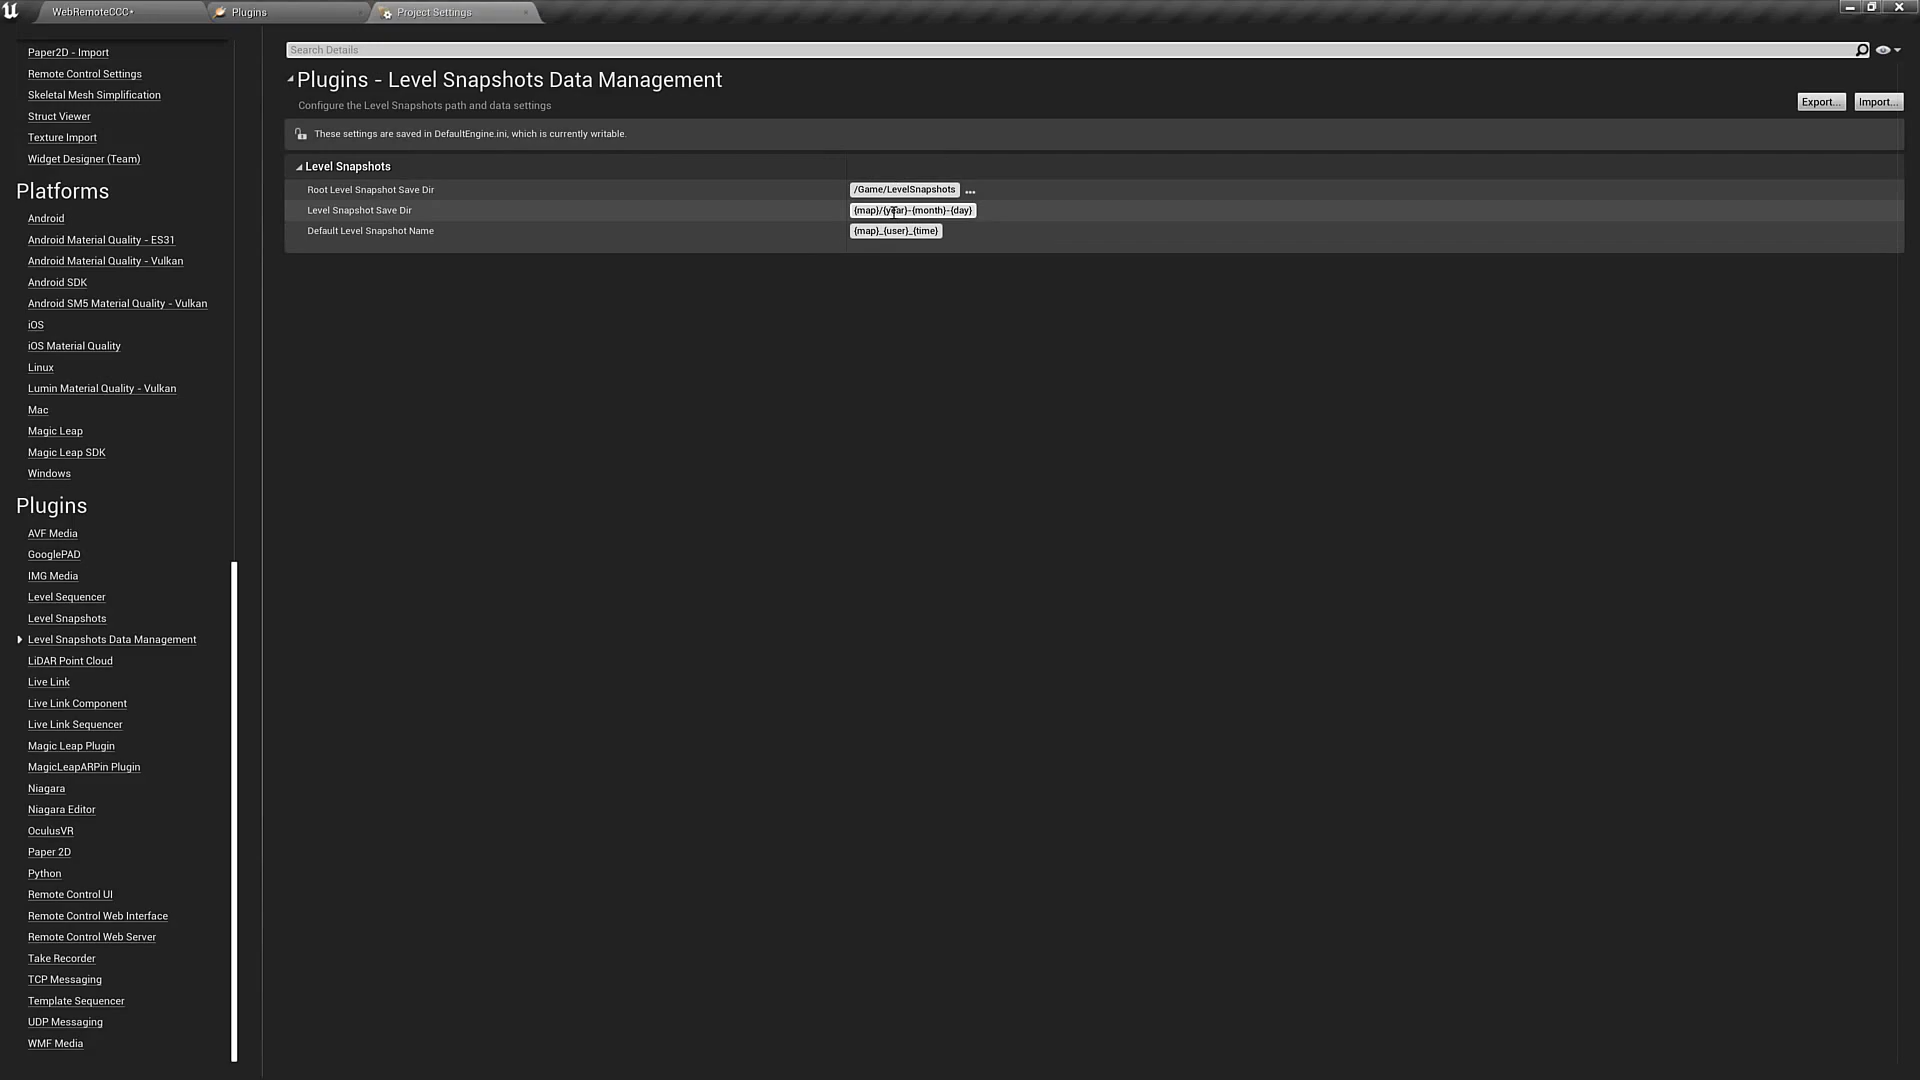 WebRemoteCCC•
Plugins
Project Settings
Search Details
Paper2D - Import
Remote Control Settings
Skeletal Mesh Simplification
Struct Viewer
Texture Import
Widget Designer (Team)
Platforms
Android
Android Material Quality - ES31
Android Material Quality - Vulkan
Android SDK
Android SM5 Material Quality - Vulkan
iOS
iOS Material Quality
Linux
Lumin Material Quality - Vulkan
Mac
Magic Leap
Magic Leap SDK
Windows
Plugins
AVF Media
GooglePAD
IMG Media
Level Sequencer
Level Snapshots
Level Snapshots Data Management
LiDAR Point Cloud
Live Link
Live Link Component
Live Link Sequencer
Magic Leap Plugin
MagicLeapARPin Plugin
Niagara
Niagara Editor
OculusVR
Paper 2D
Python
Remote Control UI
Remote Control Web Interface
Remote Control Web Server
Take Recorder
TCP Messaging
Template Sequencer
UDP Messaging
WMF Media
Plugins - Level Snapshots Data Management
Configure the Level Snapshots path and data settings
Export... Import...
These settings are saved in DefaultEngine.ini, which is currently writable.
Level Snapshots
Root Level Snapshot Save Dir /Game/LevelSnapshots ...
Level Snapshot Save Dir {map}/{year}-{month}-{day}
Default Level Snapshot Name {map}_{user}_{time}